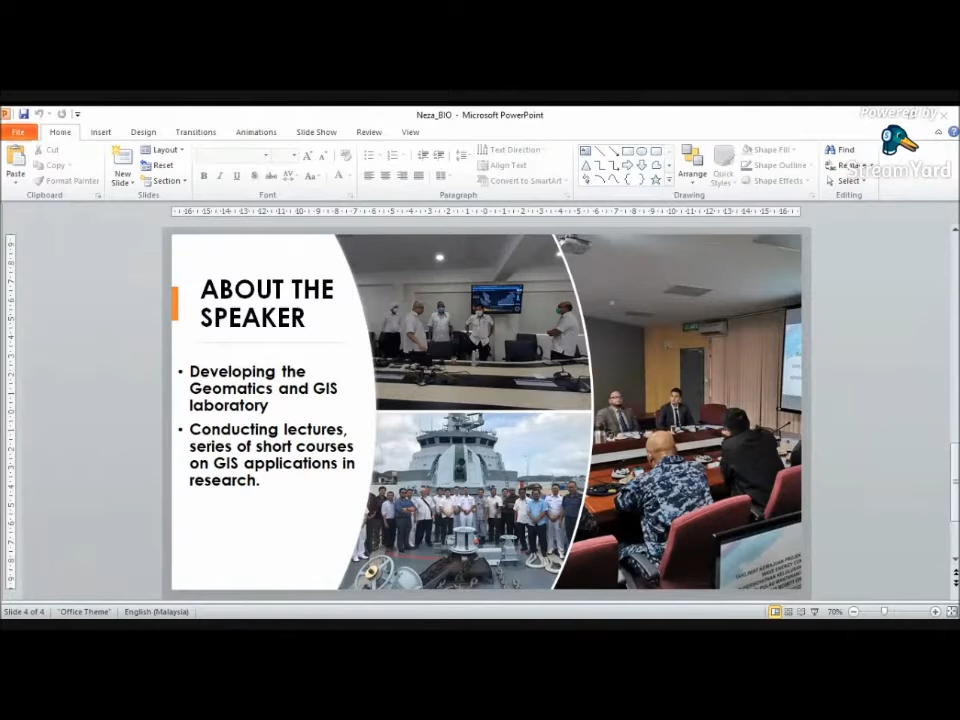 Neza_BIO - Microsoft PowerPoint
Powered by
StreamYard
File Home Insert Design Transitions Animations Slide Show Review View
Paste
Cut
Copy
Format Painter
Clipboard
New
Slide
Layout
Reset
Section
Slides
Font
Paragraph
Text Direction
Align Text
Convert to SmartArt
Arrange
Quick
Styles
Shape Fill
Shape Outline
Shape Effects
Drawing
Find
Select
Editing
ABOUT THE
SPEAKER
• Developing the
Geomatics and GIS
laboratory
• Conducting lectures,
series of short courses
on GIS applications in
research.
Slide 4 of 4 "Office Theme" English (Malaysia) 70%